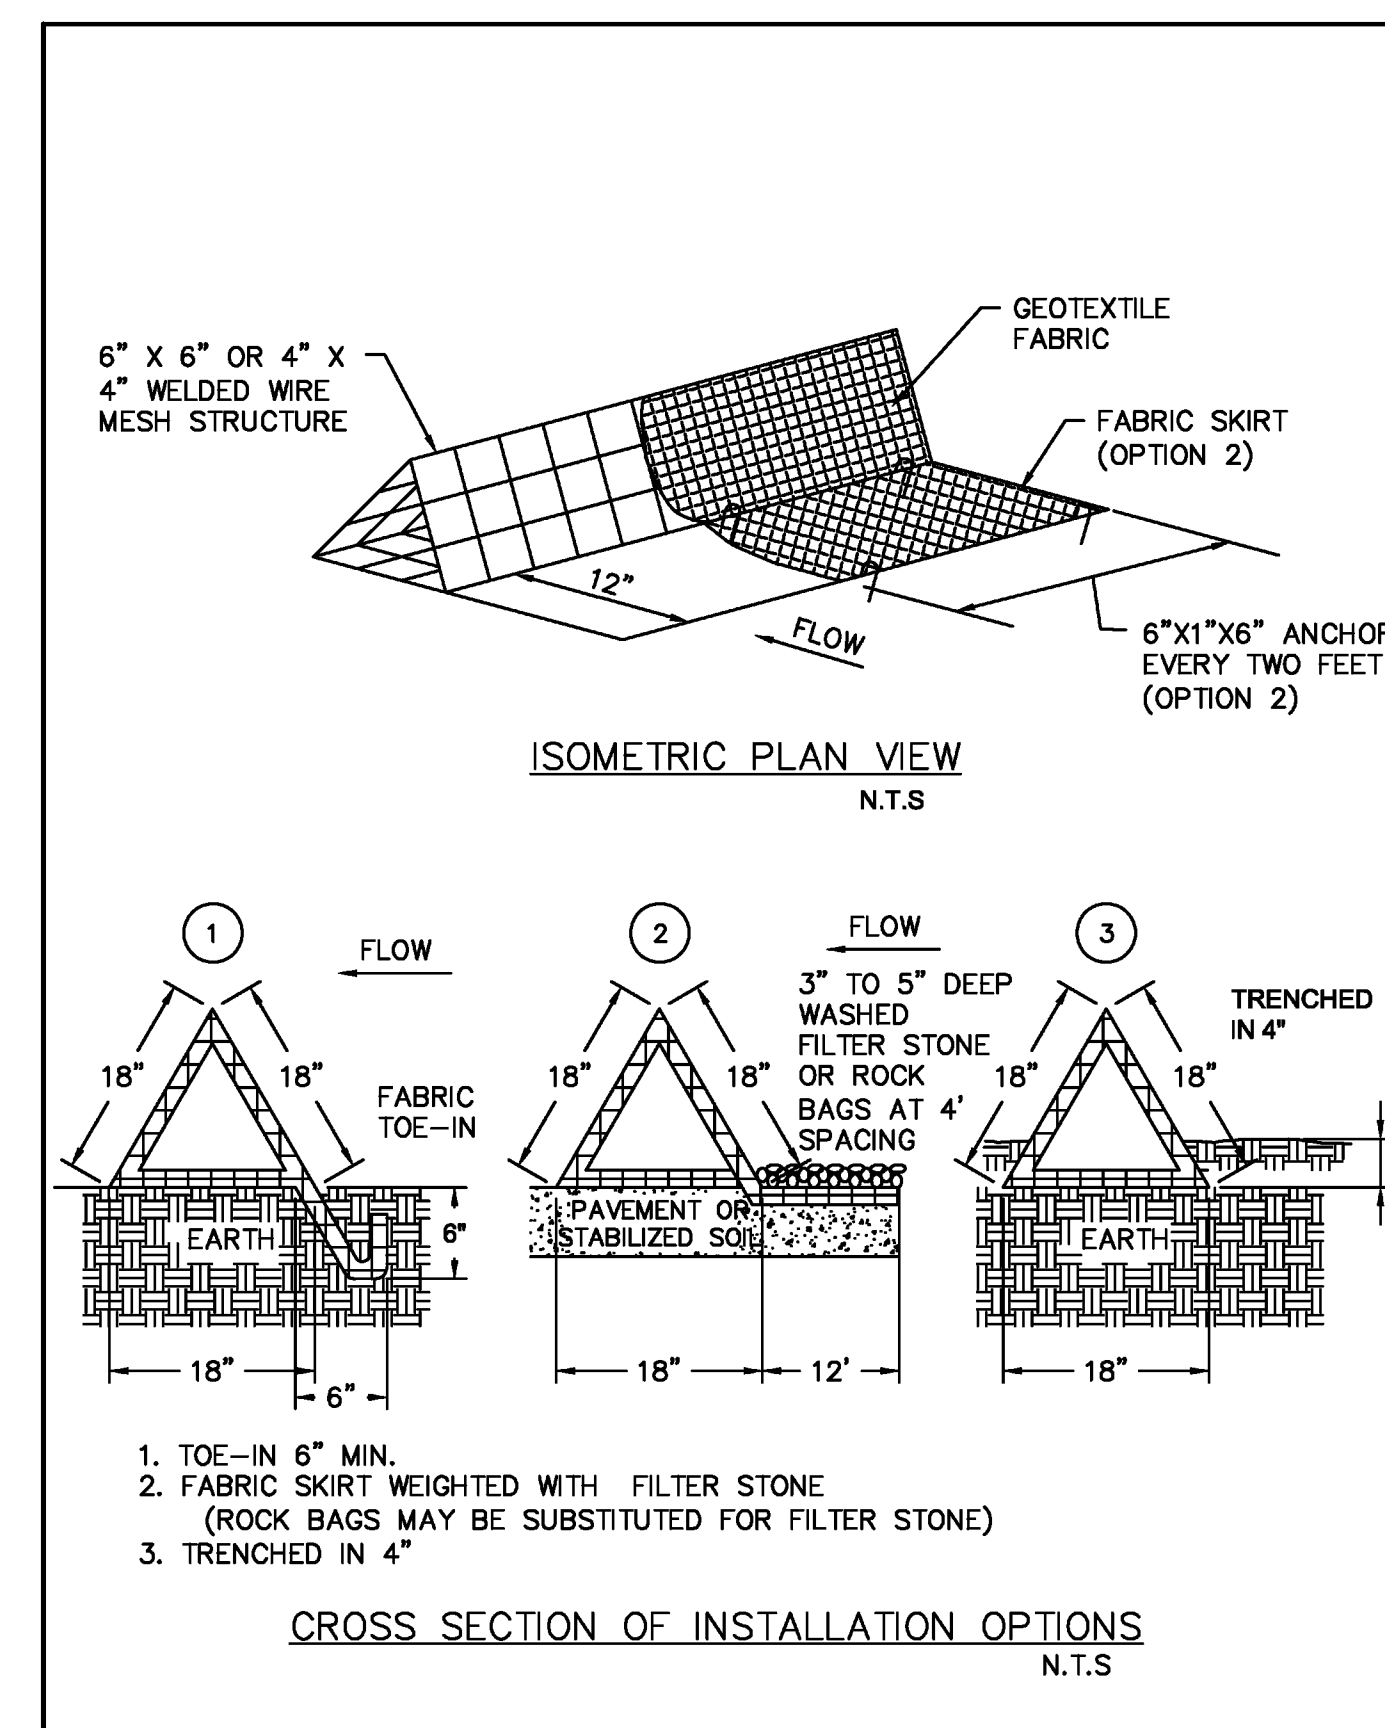 6" X 6" OR 4" X
4" WELDED WIRE
MESH STRUCTURE
GEOTEXTILE
FABRIC
FABRIC SKIRT
(OPTION 2)
12"
FLOW
6"X1"X6" ANCHOR
EVERY TWO FEET
(OPTION 2)
ISOMETRIC PLAN VIEW
N.T.S
1
FLOW
18"
18"
FABRIC
TOE-IN
EARTH
6"
18"
6"
2
FLOW
3" TO 5" DEEP
WASHED
FILTER STONE
OR ROCK
BAGS AT 4'
SPACING
18"
18"
PAVEMENT OR
STABILIZED SOIL
18"
12'
3
TRENCHED
IN 4"
18"
18"
EARTH
18"
1. TOE-IN 6" MIN.
2. FABRIC SKIRT WEIGHTED WITH FILTER STONE
(ROCK BAGS MAY BE SUBSTITUTED FOR FILTER STONE)
3. TRENCHED IN 4"
CROSS SECTION OF INSTALLATION OPTIONS
N.T.S